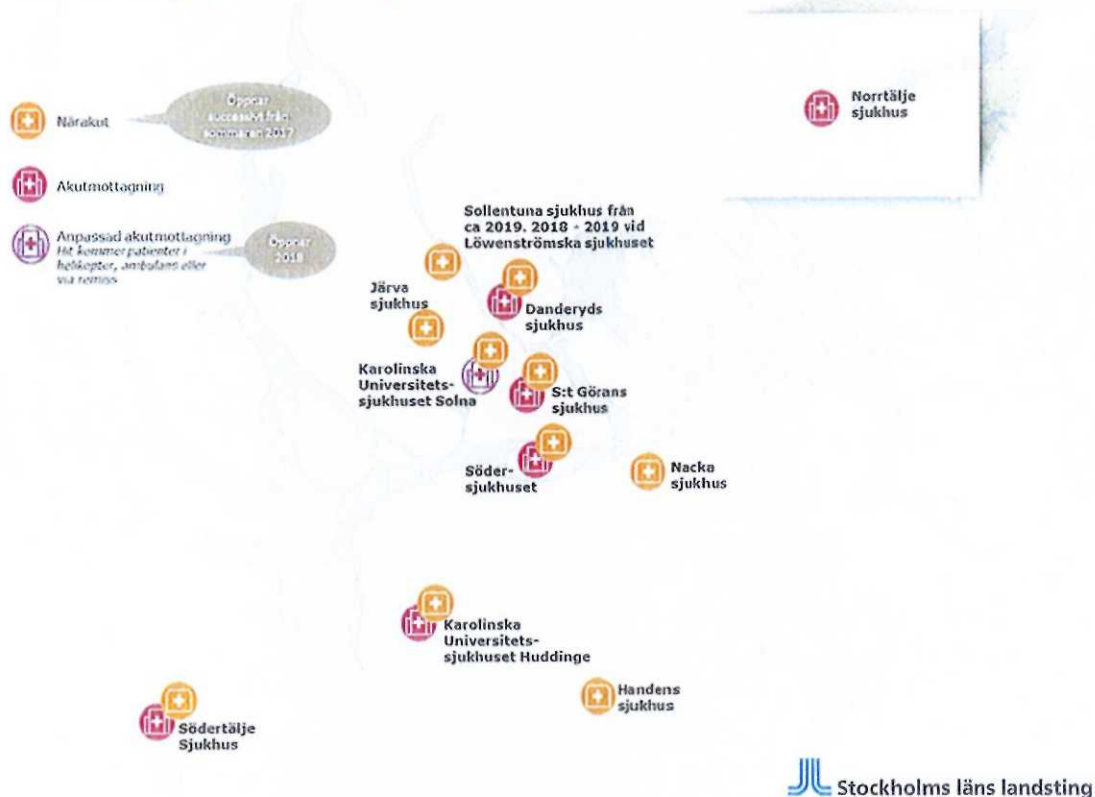 Närakut
Öppnar
successivt från
sommaren 2017
Akutmottagning
Anpassad akutmottagning
Hit kommer patienter i
helikopter, ambulans eller
via remiss
Öppnar
2018
Norrtälje
sjukhus
Sollentuna sjukhus från
ca 2019. 2018 - 2019 vid
Löwenströmska sjukhuset
Järva
sjukhus
Danderyds
sjukhus
Karolinska
Universitets-
sjukhuset Solna
S:t Görans
sjukhus
Söder-
sjukhuset
Nacka
sjukhus
Karolinska
Universitets-
sjukhuset Huddinge
Handens
sjukhus
Södertälje
Sjukhus
Stockholms läns landsting